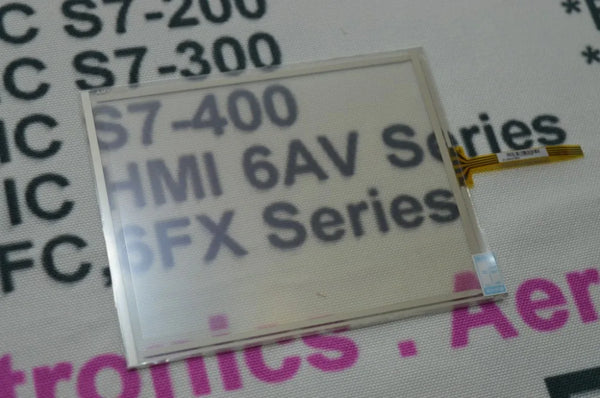 C S7-200
C S7-300
IC S7-400
IC HMI 6AV Series
FC, SFX Series
tronics . Aer